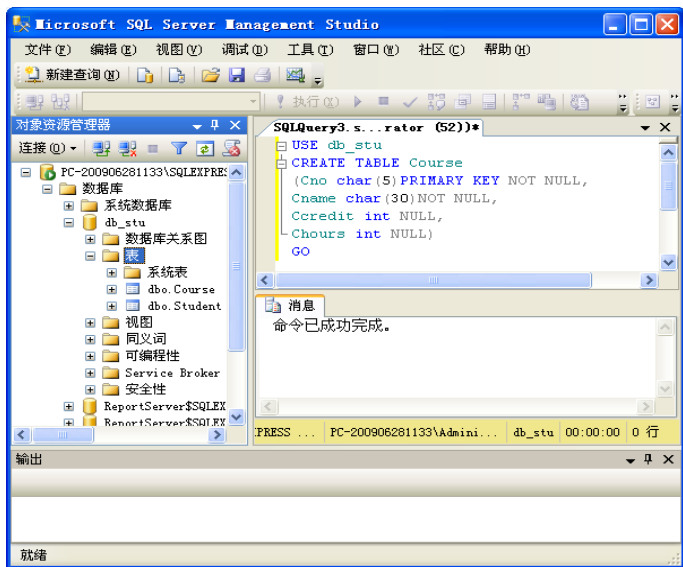 Microsoft SQL Server Management Studio
文件(F) 编辑(E) 视图(V) 调试(D) 工具(T) 窗口(W) 社区(C) 帮助(H)
新建查询(N)
执行(X)
对象资源管理器
连接(O)
PC-200906281133\SQLEXPRE
数据库
系统数据库
db_stu
数据库关系图
表
系统表
dbo.Course
dbo.Student
视图
同义词
可编程性
Service Broker
安全性
ReportServer$SQLEX
ReportServer$SQLEX
SQLQuery3.s...rator (52))*
USE db_stu
CREATE TABLE Course
(Cno char(5)PRIMARY KEY NOT NULL,
Cname char(30)NOT NULL,
Ccredit int NULL,
Chours int NULL)
GO
消息
命令已成功完成。
PRESS ... PC-200906281133\Admini... db_stu 00:00:00 0 行
输出
就绪